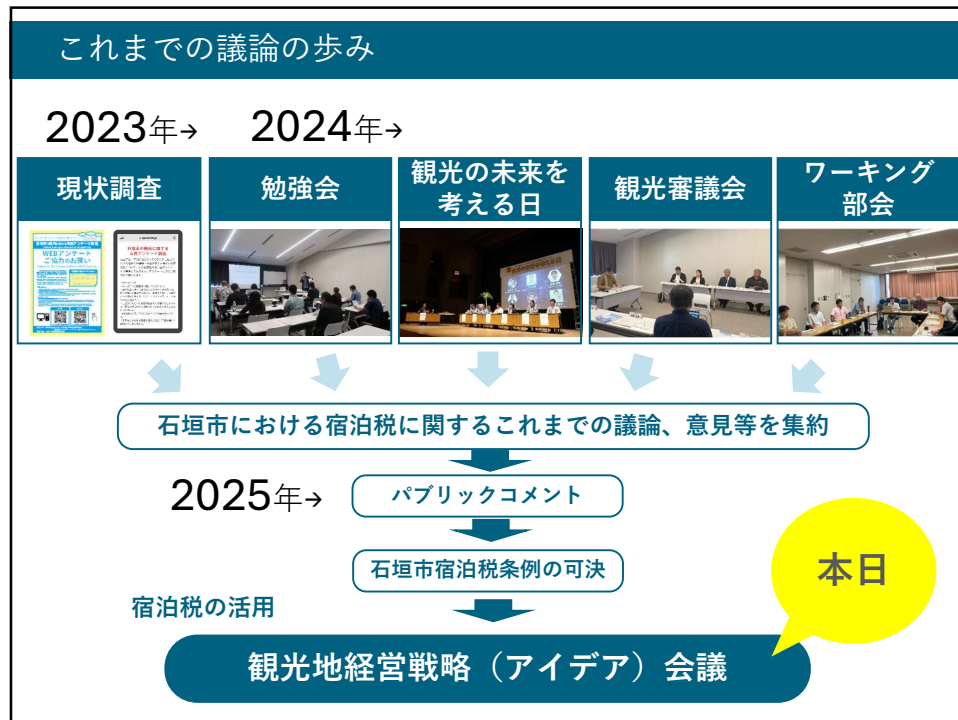 これまでの議論の歩み
2023年→
2024年→
現状調査
勉強会
観光の未来を
考える日
観光審議会
ワーキング
部会
WEBアンケート
ご協力のお願い
石垣市における宿泊税に関するこれまでの議論、意見等を集約
2025年→
パブリックコメント
石垣市宿泊税条例の可決
宿泊税の活用
本日
観光地経営戦略（アイデア）会議